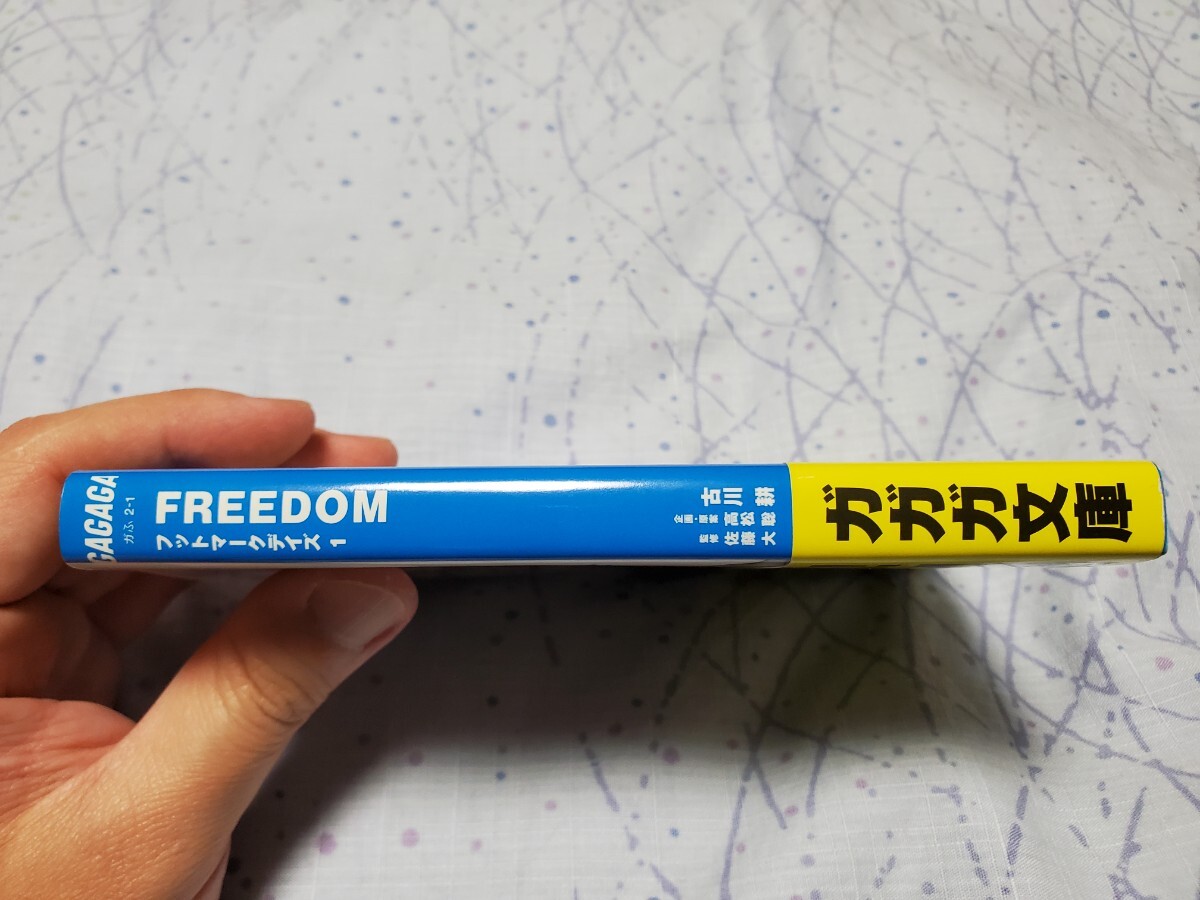 GAGAGA
ガふ 2-1
FREEDOM
フットマークデイズ 1
古川 耕
企画・原案 高松 聡
監修 佐藤 大
ガガガ文庫